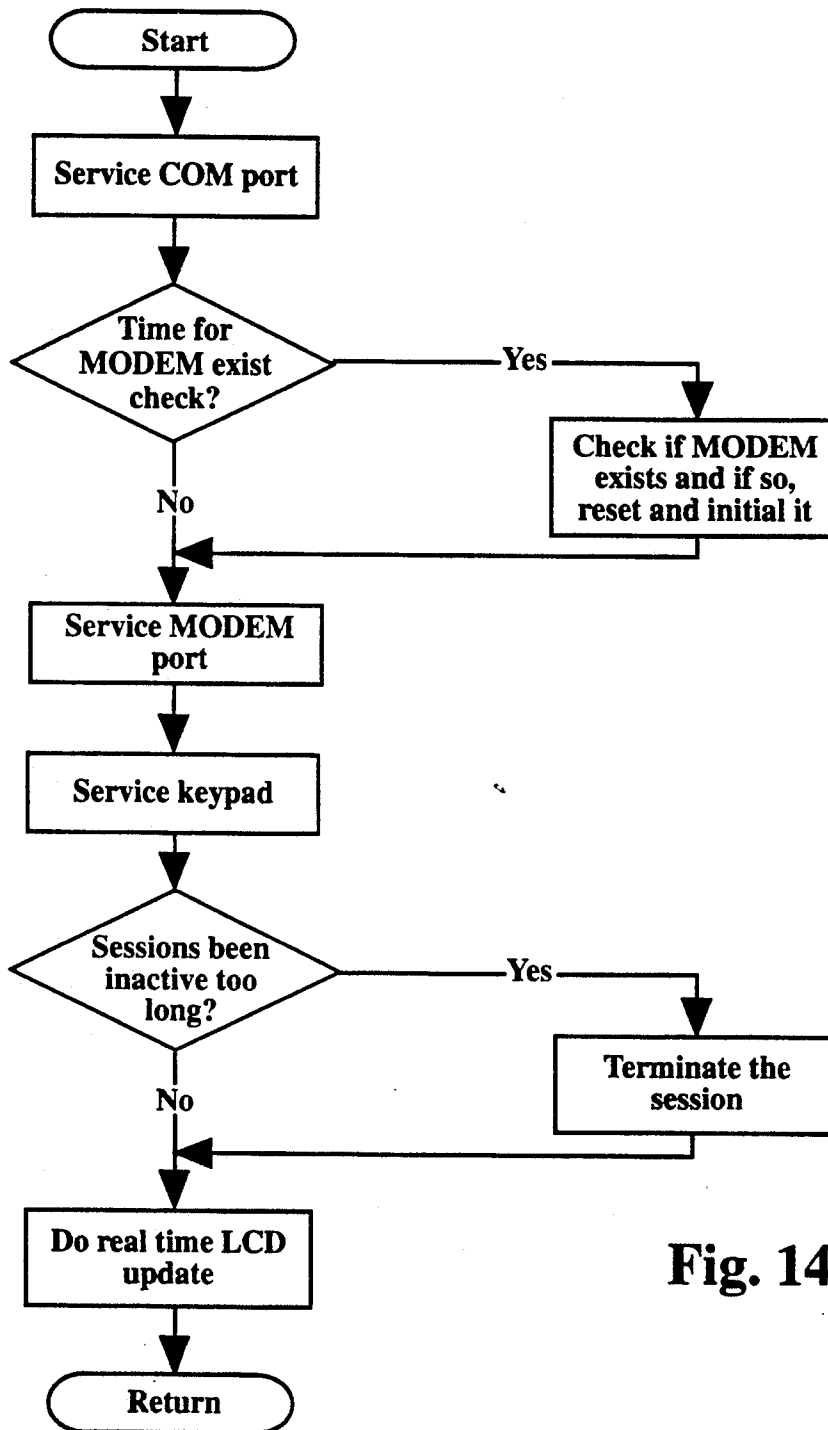 Start
Service COM port
Time for
MODEM exist
check?
Yes
Check if MODEM
exists and if so,
reset and initial it
No
Service MODEM
port
Service keypad
Sessions been
inactive too
long?
Yes
Terminate the
session
No
Do real time LCD
update
Fig. 14
Return